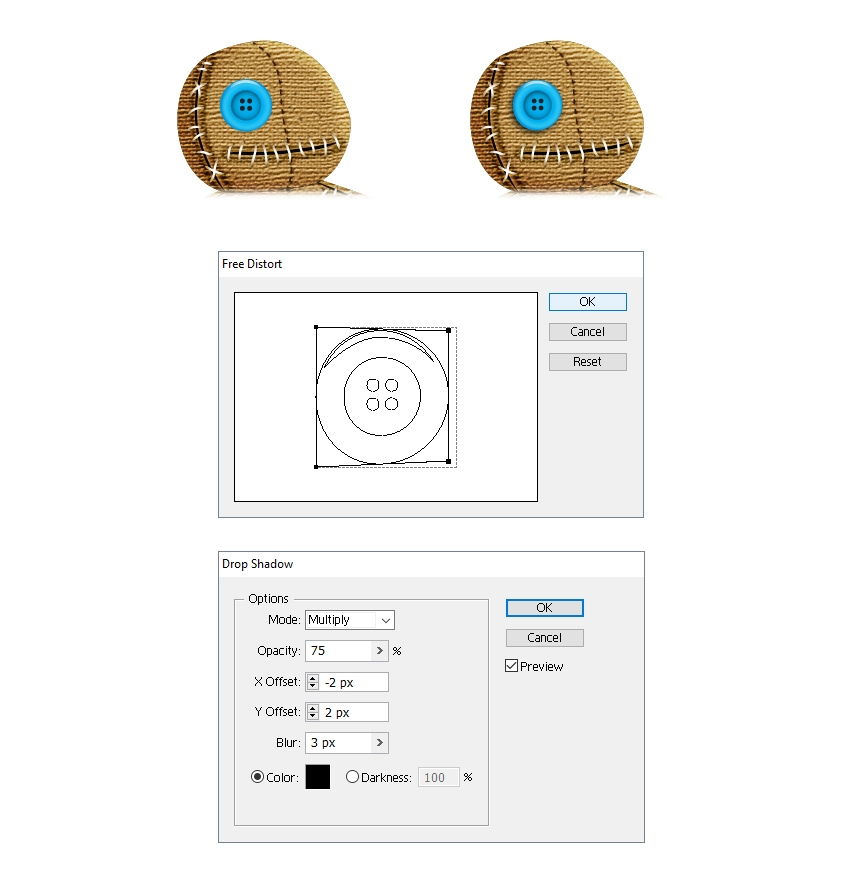 Free Distort
OK
Cancel
Reset
Drop Shadow
Options
Mode: Multiply
Opacity: 75 %
X Offset: -2 px
Y Offset: 2 px
Blur: 3 px
Color: Darkness: 100 %
OK
Cancel
Preview